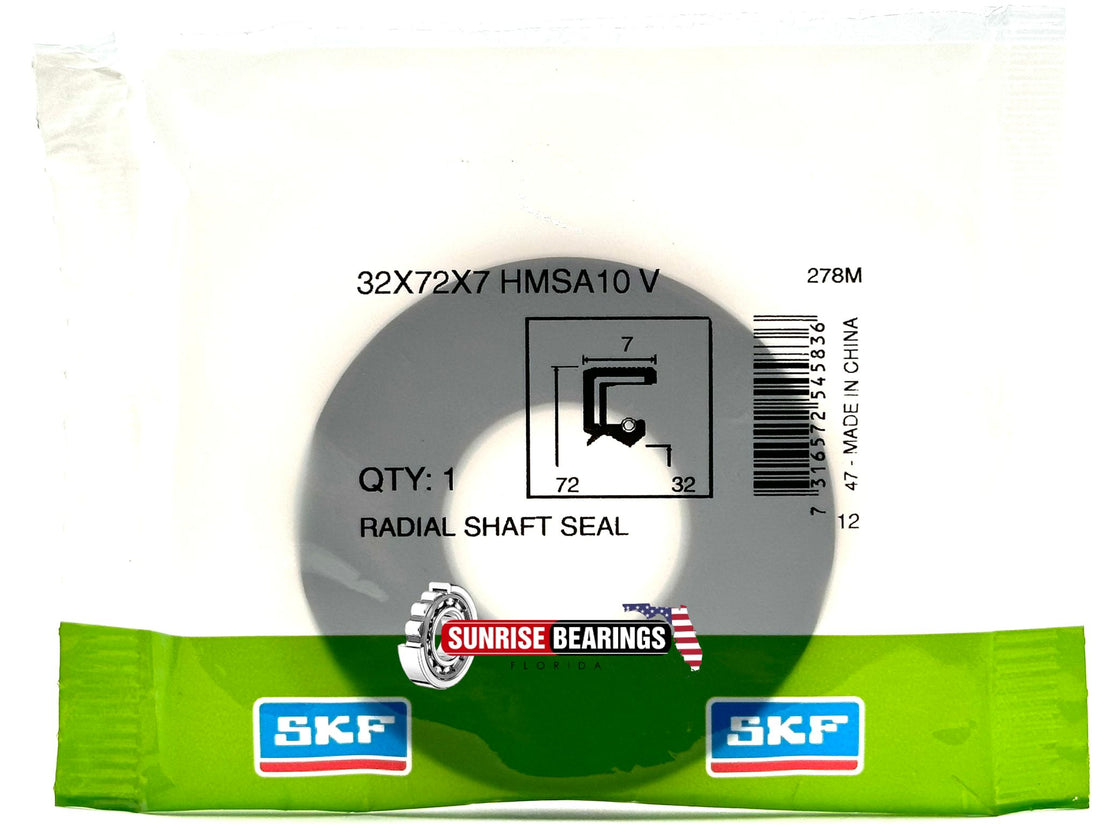 32X72X7 HMSA10 V
278M
7
72
32
QTY: 1
RADIAL SHAFT SEAL
7 316572 545836
47 - MADE IN CHINA
12
SUNRISE BEARINGS
FLORIDA
SKF
SKF